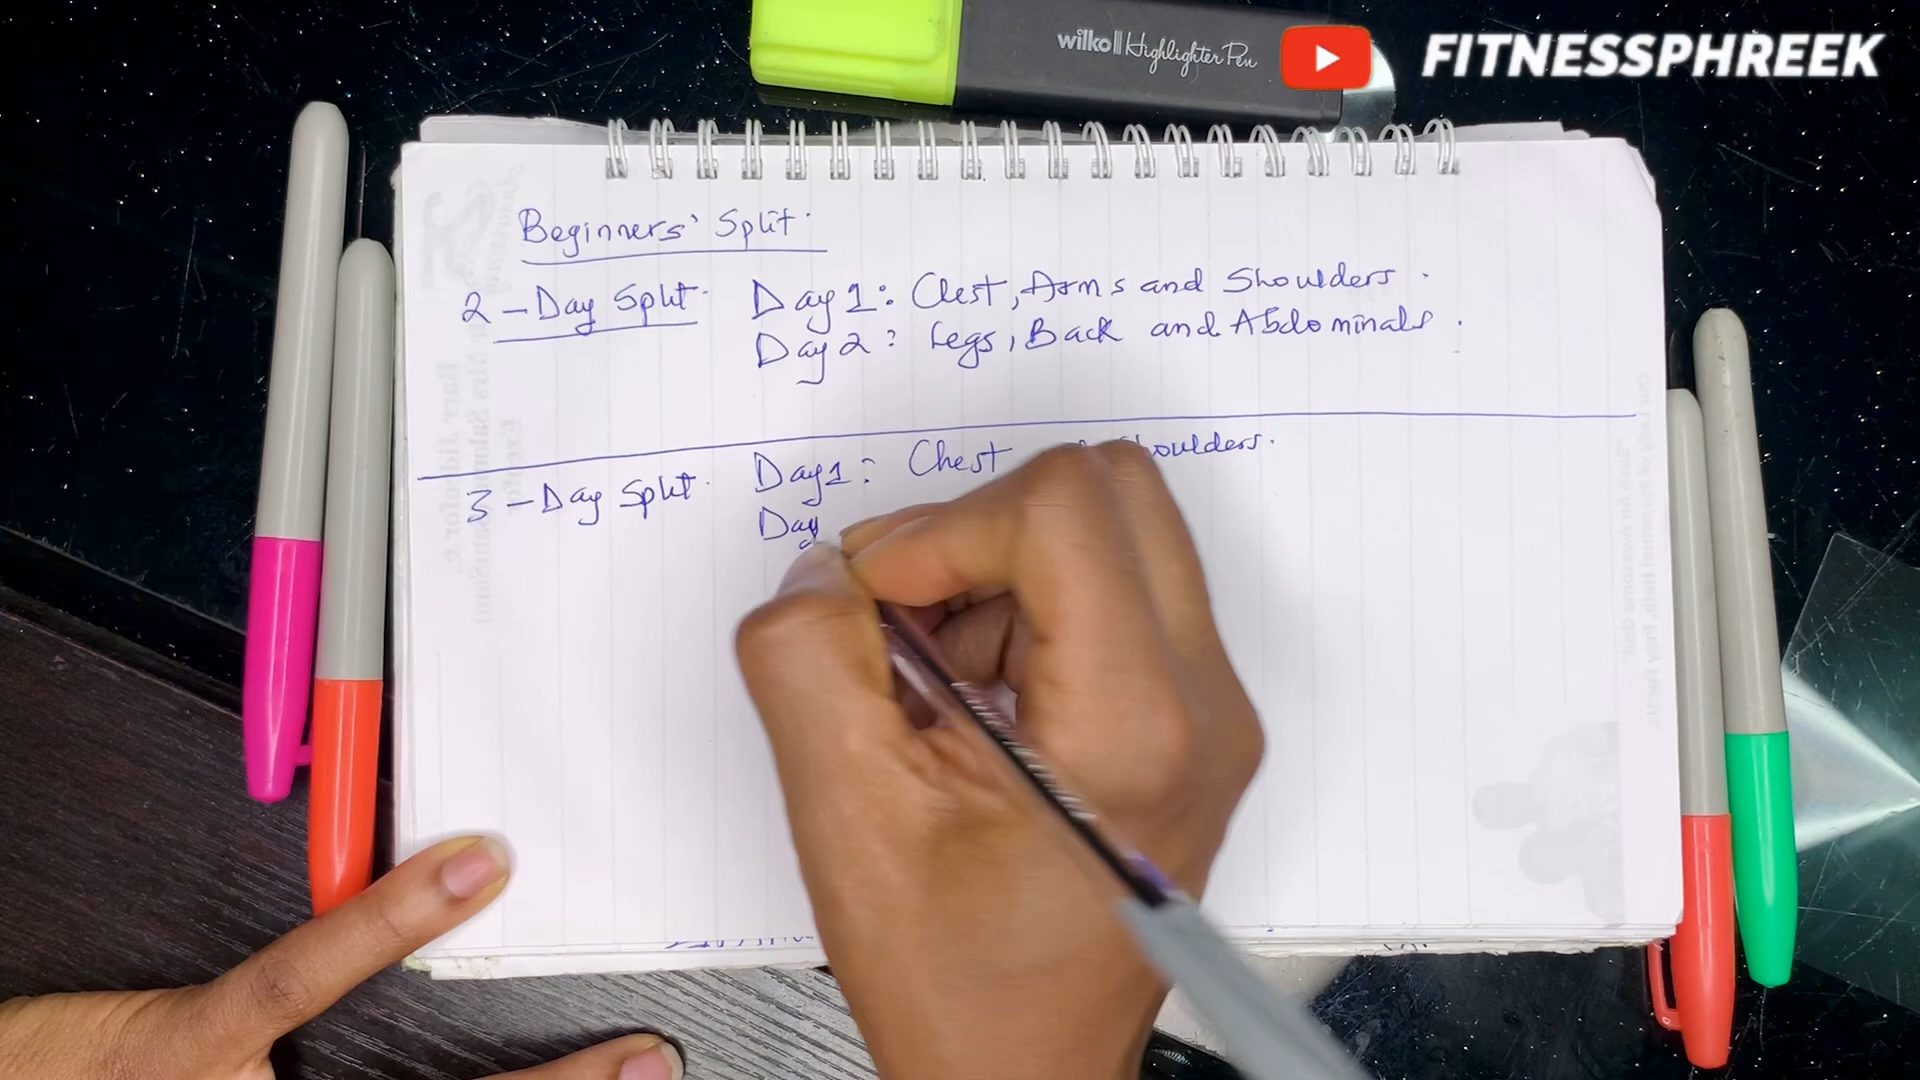 wilko Highlighter Pen
FITNESSPHREEK
Beginners' Split.
2 - Day Split. Day 1: Chest, Arms and Shoulders.
Day 2: Legs, Back and Abdominals.
3 - Day Split. Day 1: Chest Shoulders.
Day